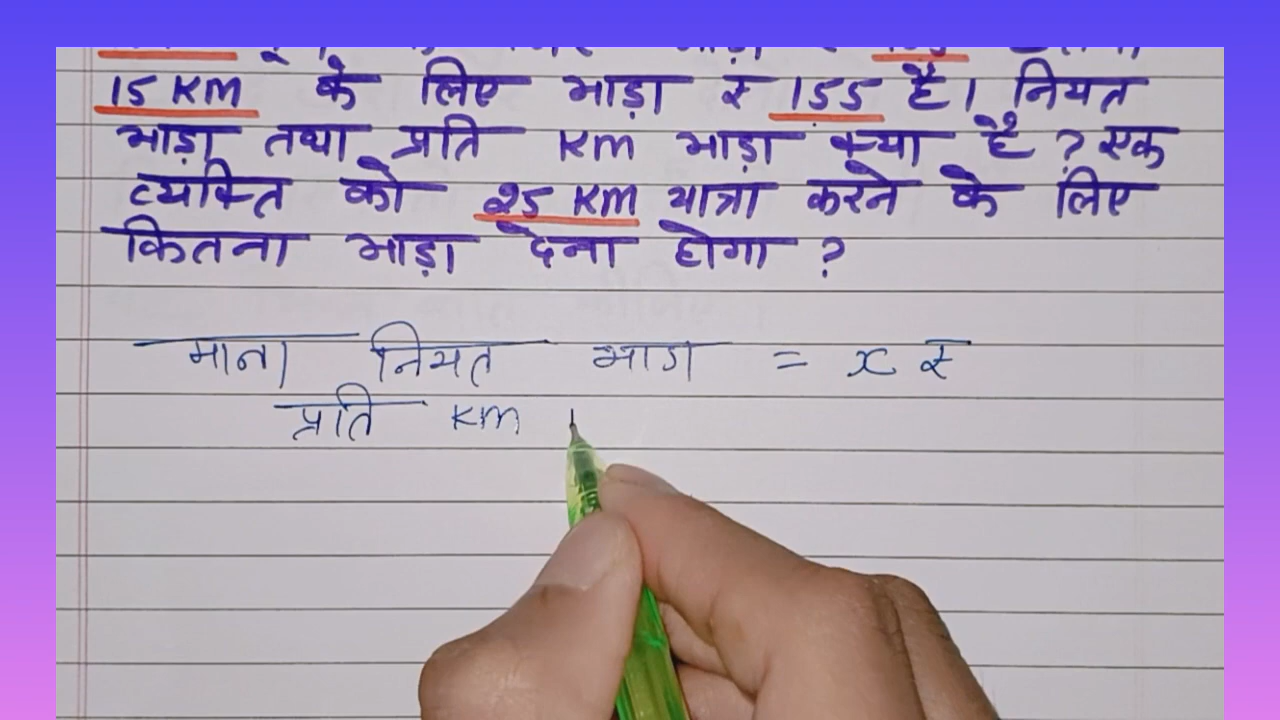 15 KM के लिए भाड़ा ₹ 155 है। नियत
भाड़ा तथा प्रति KM भाड़ा क्या है ? एक
व्यक्ति को 25 KM यात्रा करने के लिए
कितना भाड़ा देना होगा ?
माना नियत भाग = x ₹
प्रति KM